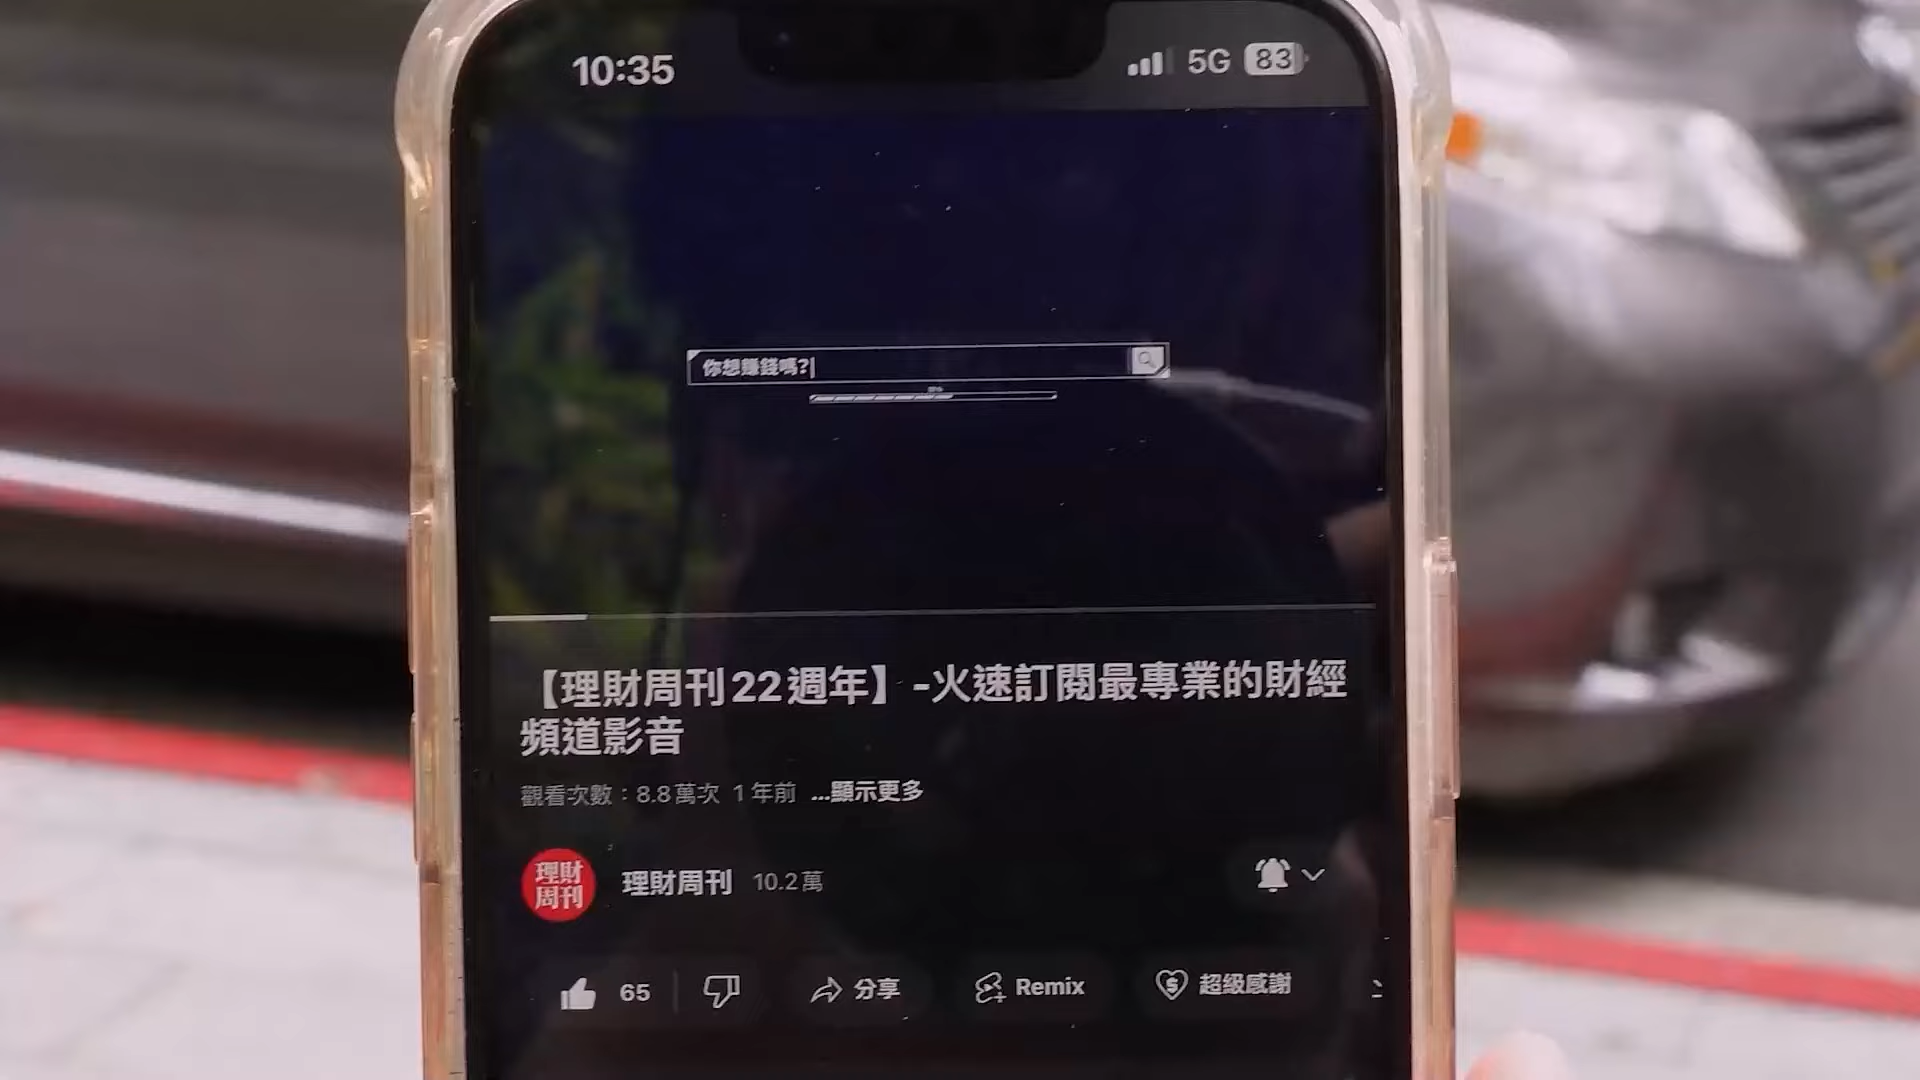 10:35
5G 83
你想賺錢嗎?
【理財周刊22週年】-火速訂閱最專業的財經
頻道影音
觀看次數：8.8萬次 1年前 ...顯示更多
理財
周刊
理財周刊 10.2萬
65 分享 Remix 超級感謝